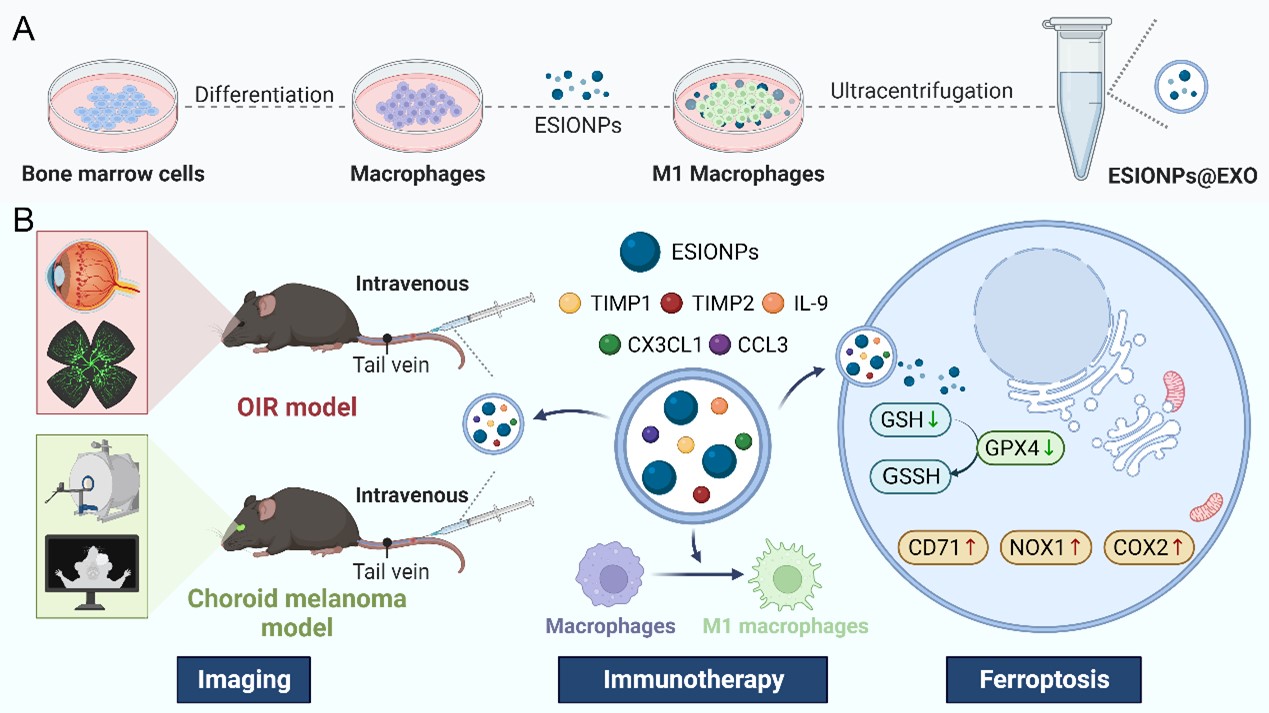 A
Differentiation
Ultracentrifugation
ESIONPs
Bone marrow cells
Macrophages
M1 Macrophages
ESIONPs@EXO
B
ESIONPs
Intravenous
TIMP1 TIMP2 IL-9
CX3CL1 CCL3
Tail vein
OIR model
GSH↓
GPX4↓
GSSH
Intravenous
CD71↑ NOX1↑ COX2↑
Tail vein
Choroid melanoma
model
Macrophages M1 macrophages
Imaging
Immunotherapy
Ferroptosis